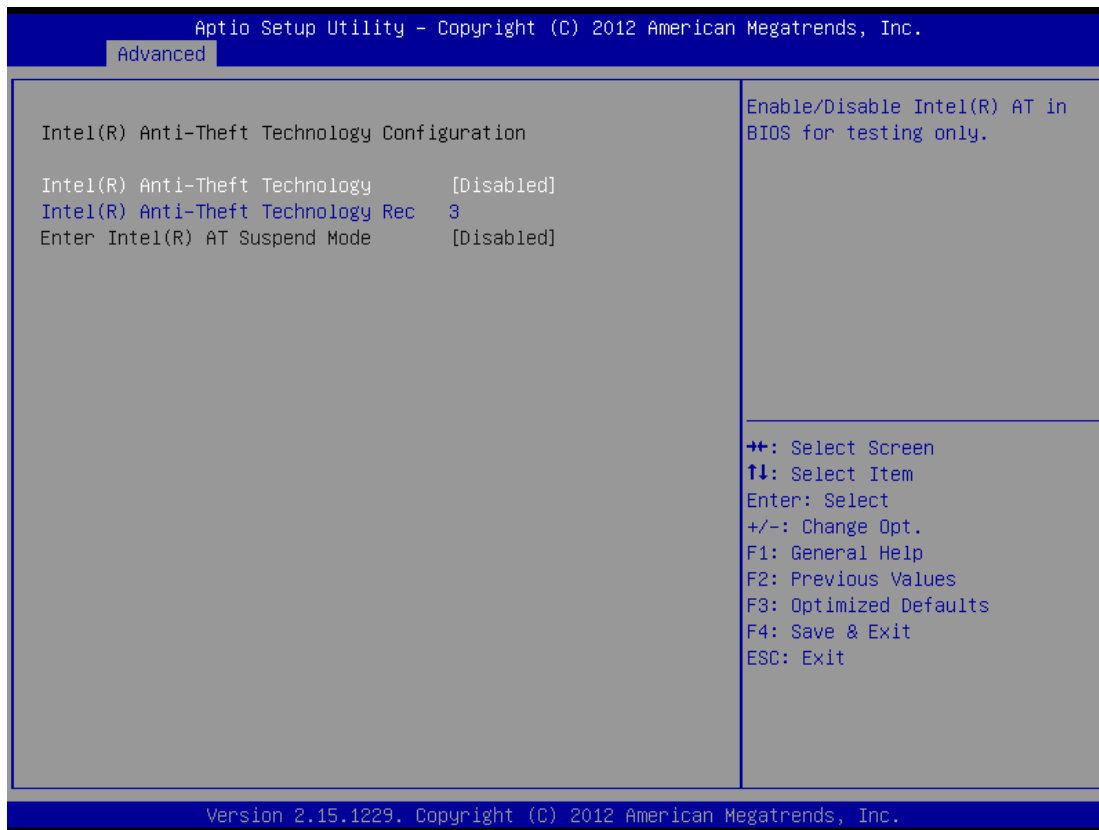 Aptio Setup Utility – Copyright (C) 2012 American Megatrends, Inc.
Advanced
Intel(R) Anti-Theft Technology Configuration
Intel(R) Anti-Theft Technology [Disabled]
Intel(R) Anti-Theft Technology Rec 3
Enter Intel(R) AT Suspend Mode [Disabled]
Enable/Disable Intel(R) AT in
BIOS for testing only.
→←: Select Screen
↑↓: Select Item
Enter: Select
+/-: Change Opt.
F1: General Help
F2: Previous Values
F3: Optimized Defaults
F4: Save & Exit
ESC: Exit
Version 2.15.1229. Copyright (C) 2012 American Megatrends, Inc.